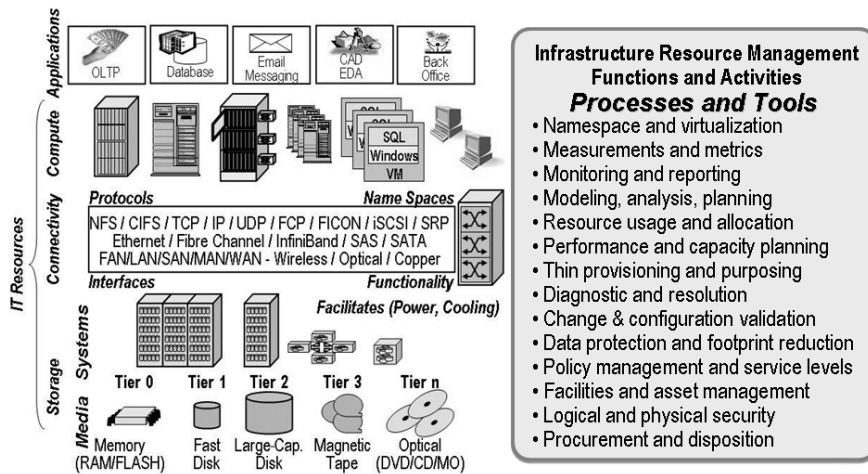 Applications
OLTP
Database
Email
Messaging
CAD
EDA
Back
Office
IT Resources
Compute
SQL
Windows
VM
Connectivity
Protocols
Name Spaces
NFS / CIFS / TCP / IP / UDP / FCP / FICON / iSCSI / SRP
Ethernet / Fibre Channel / InfiniBand / SAS / SATA
FAN/LAN/SAN/MAN/WAN - Wireless / Optical / Copper
Interfaces
Functionality
Facilitates (Power, Cooling)
Storage
Systems
Tier 0
Tier 1
Tier 2
Tier 3
Tier n
Media
Memory
(RAM/FLASH)
Fast
Disk
Large-Cap.
Disk
Magnetic
Tape
Optical
(DVD/CD/MO)
Infrastructure Resource Management
Functions and Activities
Processes and Tools
• Namespace and virtualization
• Measurements and metrics
• Monitoring and reporting
• Modeling, analysis, planning
• Resource usage and allocation
• Performance and capacity planning
• Thin provisioning and purposing
• Diagnostic and resolution
• Change & configuration validation
• Data protection and footprint reduction
• Policy management and service levels
• Facilities and asset management
• Logical and physical security
• Procurement and disposition